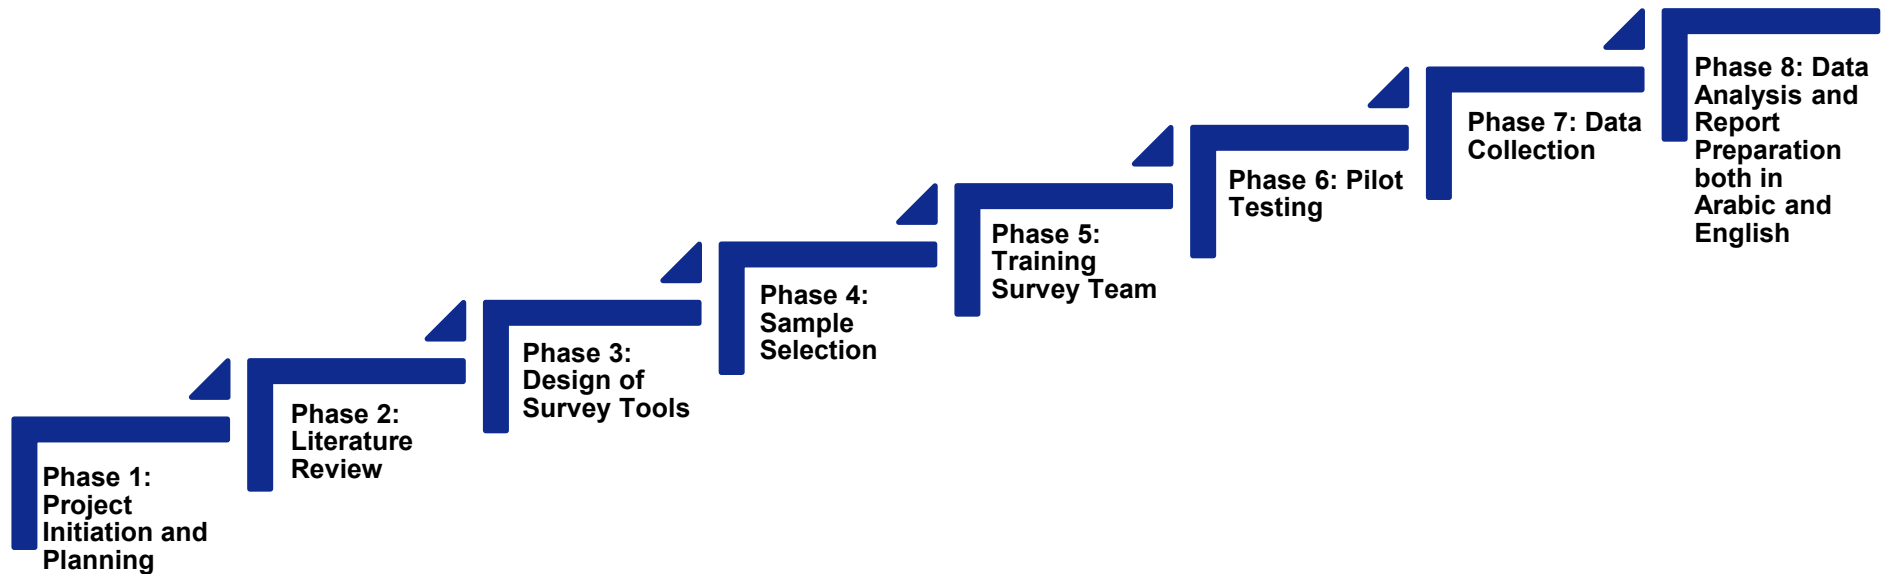 Phase 1:
Project
Initiation and
Planning
Phase 2:
Literature
Review
Phase 3:
Design of
Survey Tools
Phase 4:
Sample
Selection
Phase 5:
Training
Survey Team
Phase 6: Pilot
Testing
Phase 7: Data
Collection
Phase 8: Data
Analysis and
Report
Preparation
both in
Arabic and
English